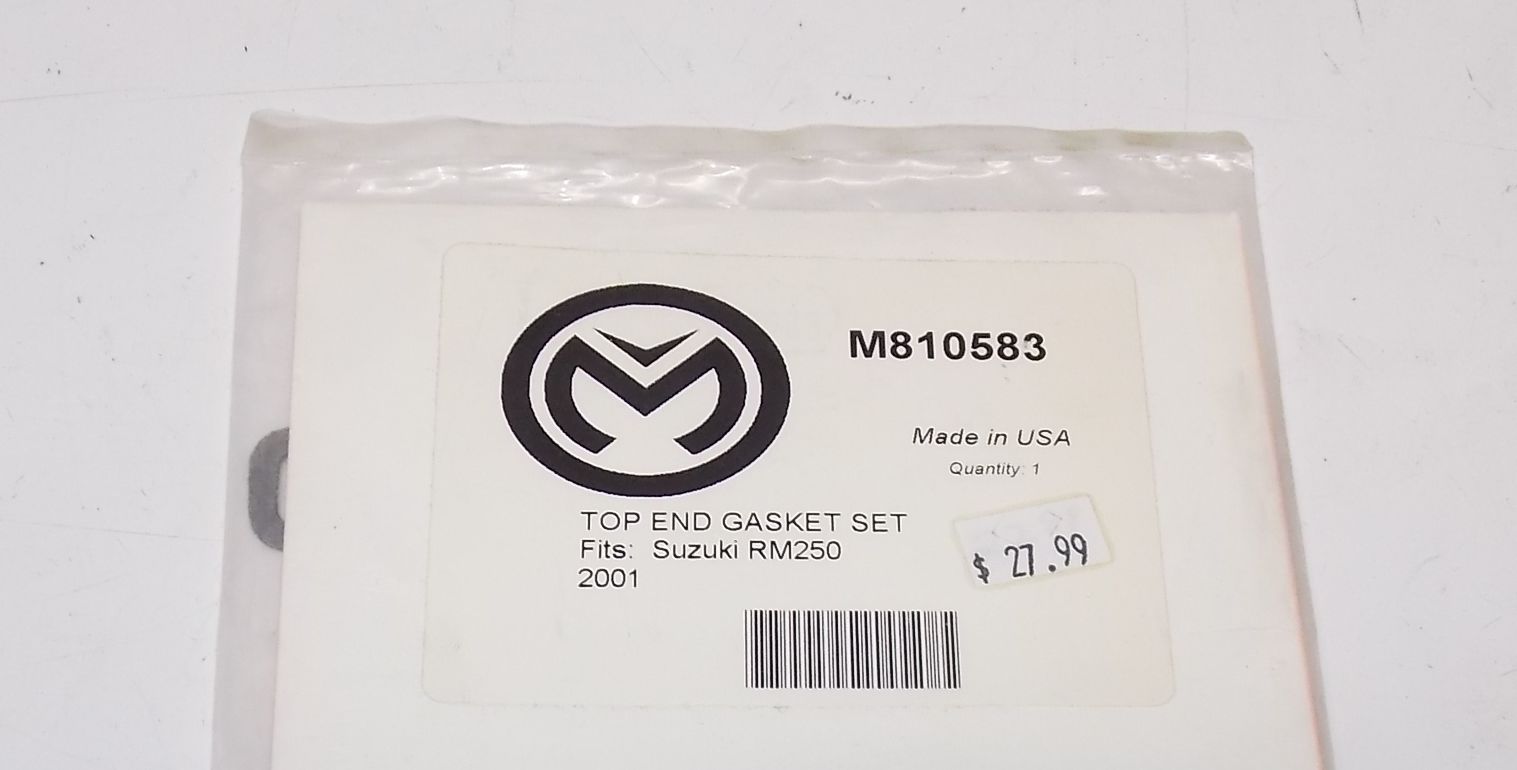 M810583
Made in USA
Quantity: 1
TOP END GASKET SET
Fits: Suzuki RM250
2001
$ 27.99